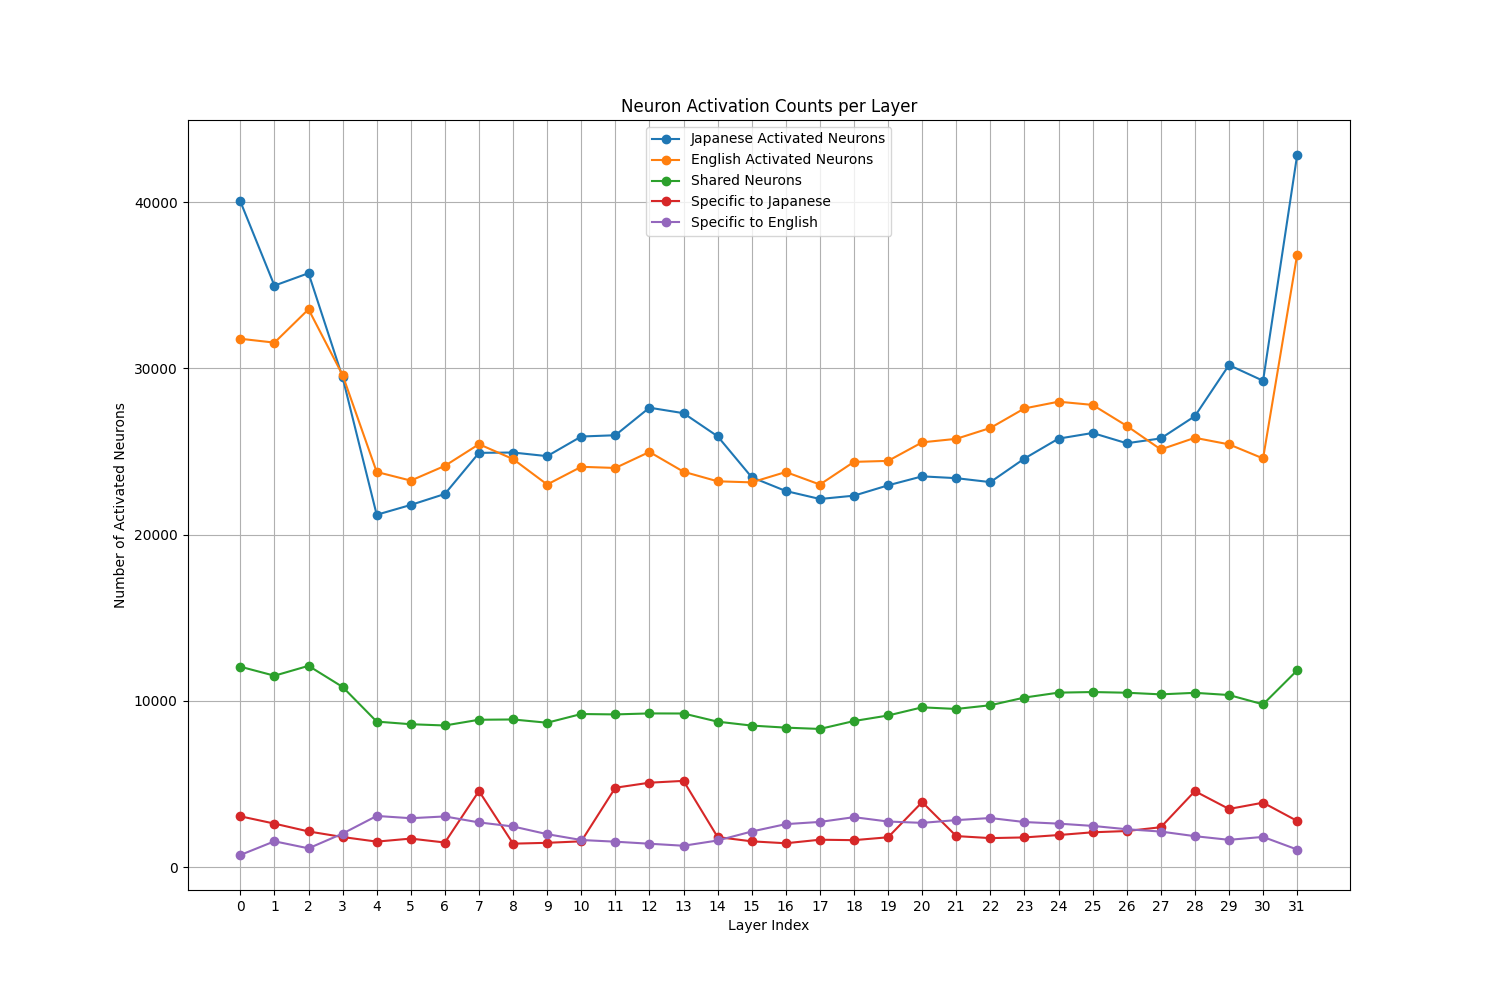 Neuron Activation Counts per Layer
Japanese Activated Neurons
English Activated Neurons
Shared Neurons
Specific to Japanese
Specific to English
Number of Activated Neurons
40000
30000
20000
10000
0
0 1 2 3 4 5 6 7 8 9 10 11 12 13 14 15 16 17 18 19 20 21 22 23 24 25 26 27 28 29 30 31
Layer Index